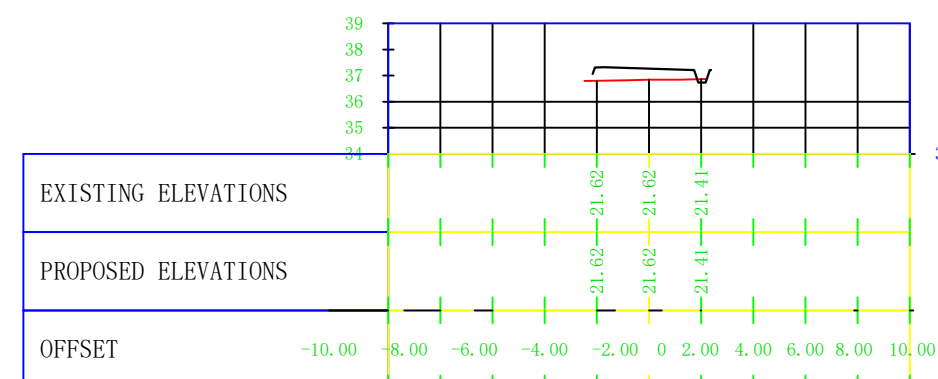 39
38
37
36
35
34
EXISTING ELEVATIONS 21.62 21.62 21.41
PROPOSED ELEVATIONS 21.62 21.62 21.41
OFFSET -10.00 -8.00 -6.00 -4.00 -2.00 0 2.00 4.00 6.00 8.00 10.00